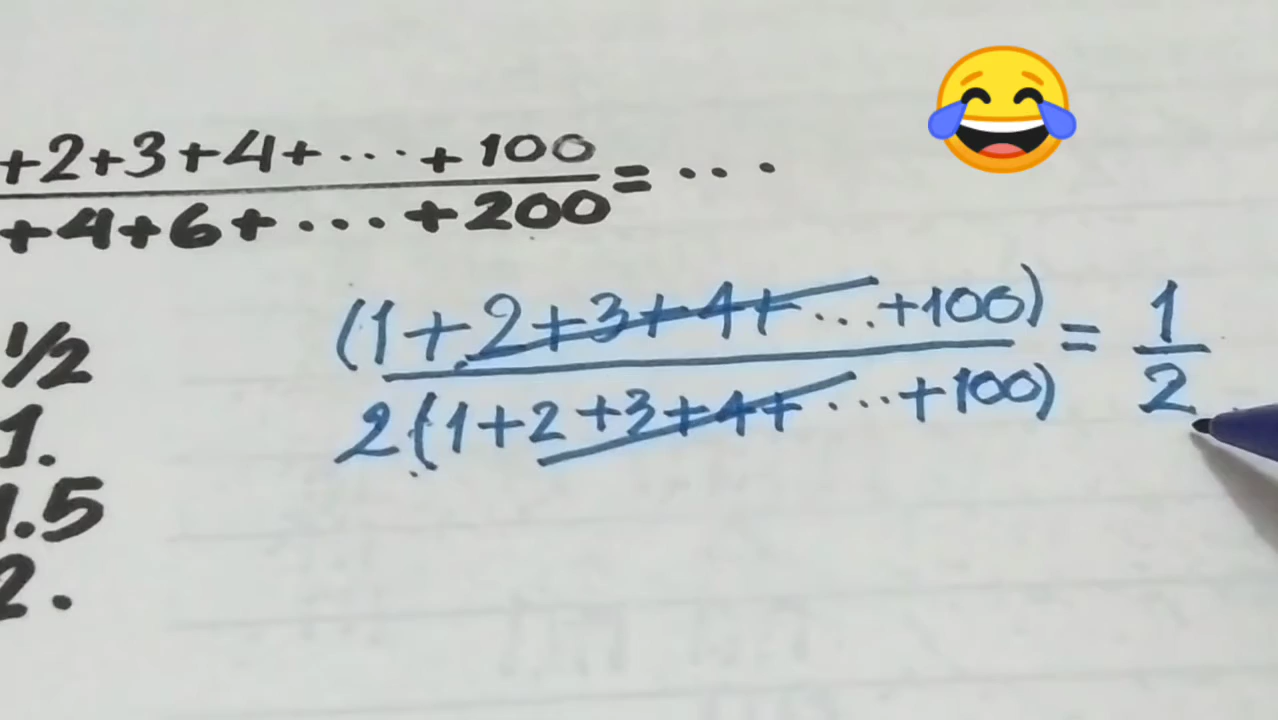 +2+3+4+ ... +100 = ...
+4+6+ ... +200
(1+2+3+4+ ... +100) = 1
2(1+2+3+4+ ... +100) 2
1/2
1.
1.5
2.